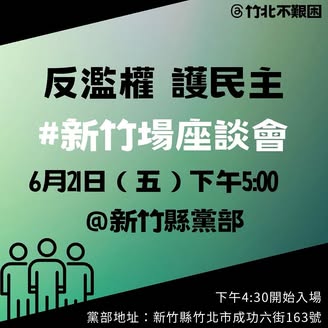 @竹北不艱困
反濫權 護民主
#新竹場座談會
6月21日（五）下午5:00
@新竹縣黨部
下午4:30開始入場
黨部地址：新竹縣竹北市成功六街163號